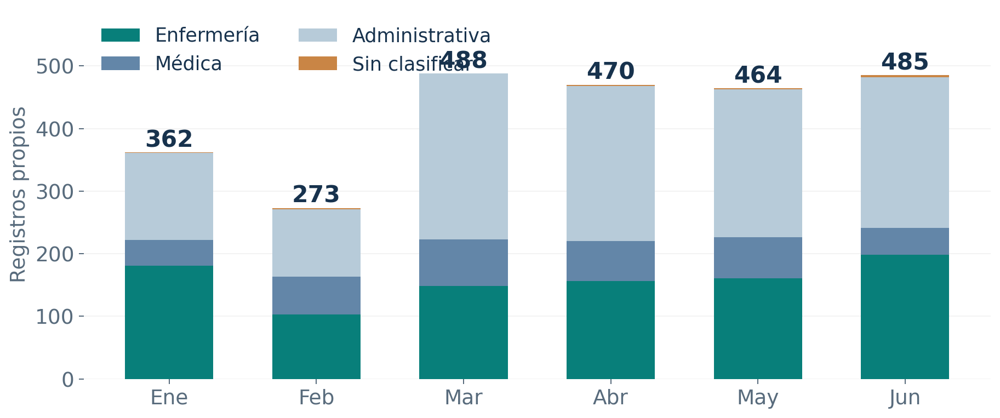 Enfermería
Médica
Administrativa
Sin clasificar
Registros propios
500
400
300
200
100
0
362
273
488
470
464
485
Ene
Feb
Mar
Abr
May
Jun